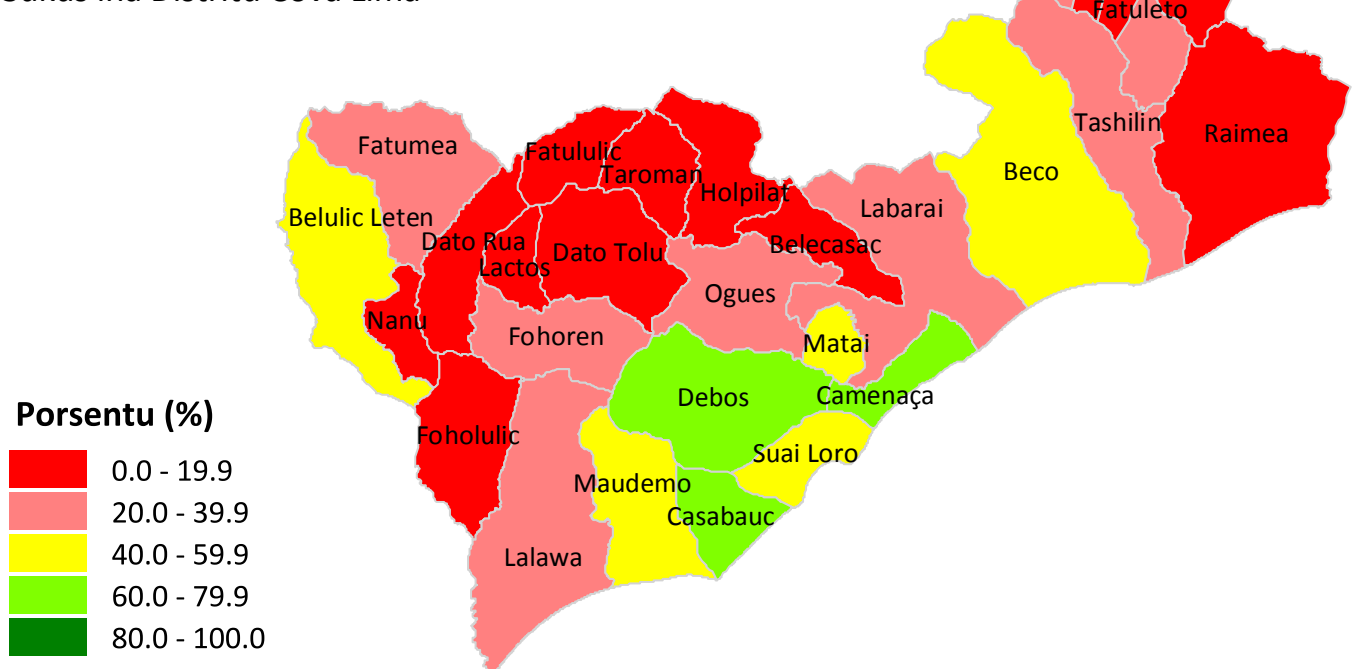 Fatuleto
Tashilin
Raimea
Fatumea
Fatululic
Taroman
Holpilat
Beco
Belulic Leten
Labarai
Dato Rua
Lactos
Dato Tolu
Belecasac
Ogues
Nanu
Fohoren
Matai
Debos
Camenaça
Foholulic
Suai Loro
Maudemo
Casabauc
Lalawa
Porsentu (%)
0.0 - 19.9
20.0 - 39.9
40.0 - 59.9
60.0 - 79.9
80.0 - 100.0